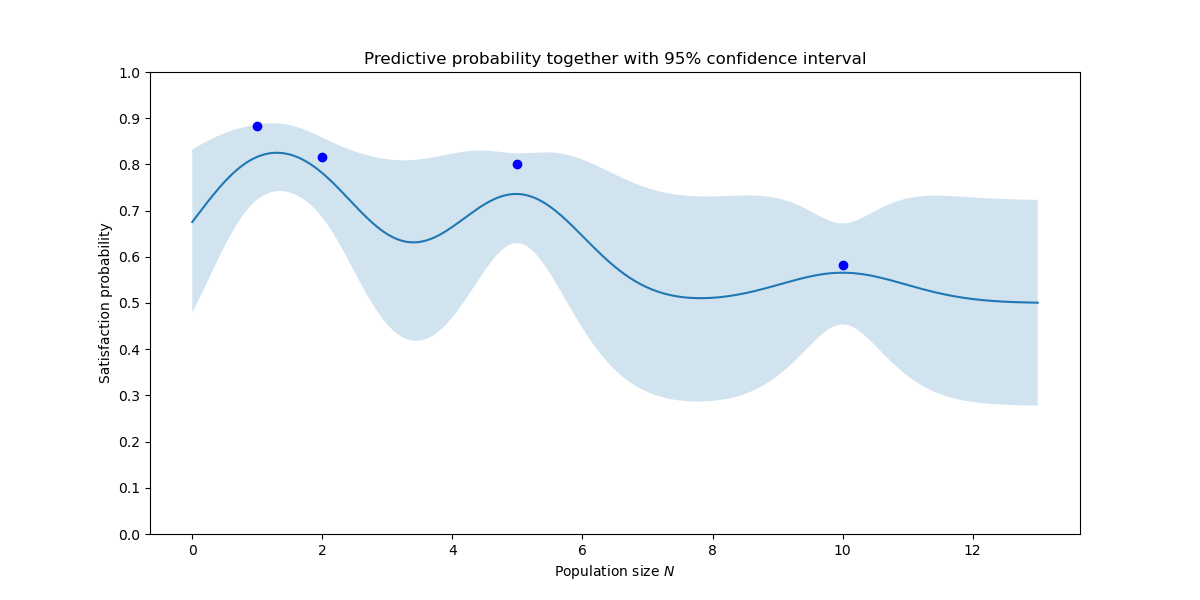 Predictive probability together with 95% confidence interval
Satisfaction probability
1.0
0.9
0.8
0.7
0.6
0.5
0.4
0.3
0.2
0.1
0.0
0 2 4 6 8 10 12
Population size N